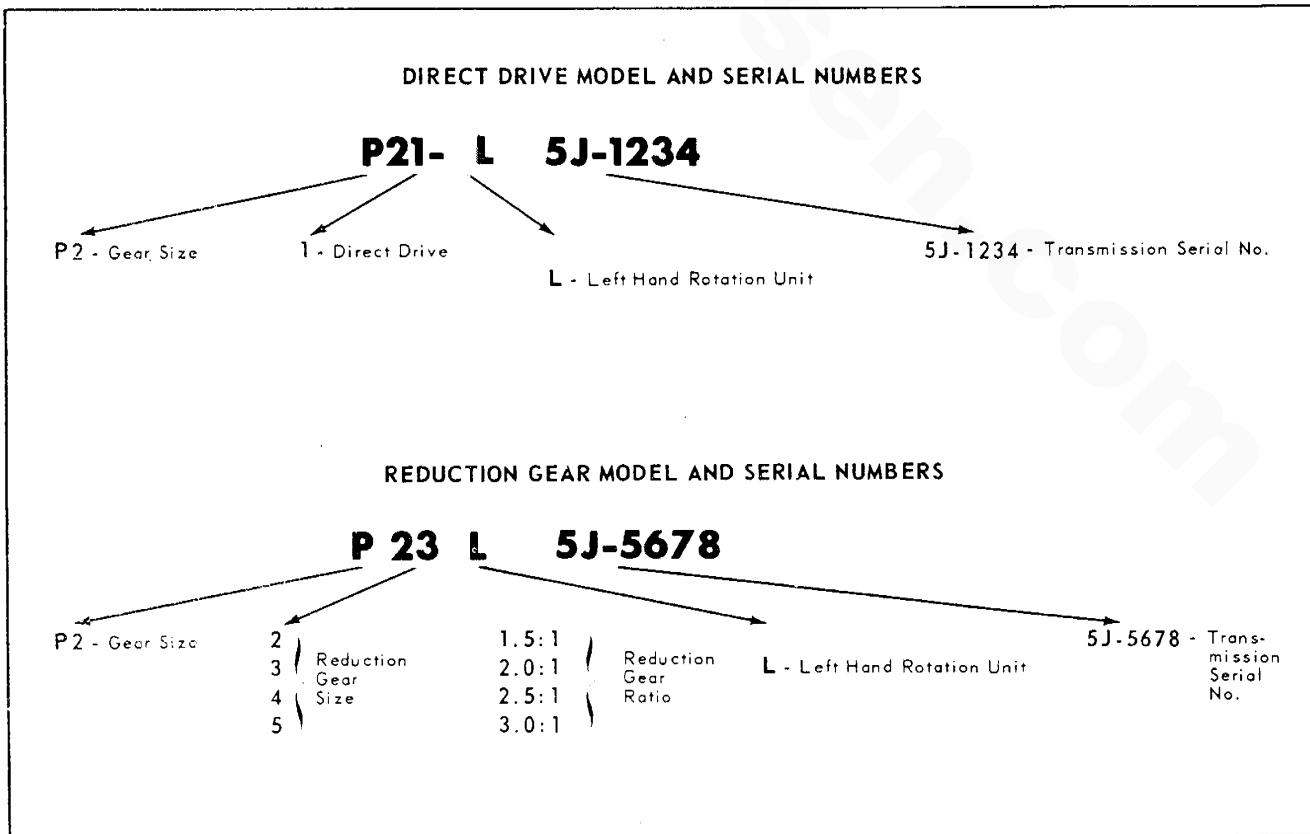 DIRECT DRIVE MODEL AND SERIAL NUMBERS
P21- L 5J-1234
P2 - Gear Size
1 - Direct Drive
L - Left Hand Rotation Unit
5J-1234 - Transmission Serial No.
REDUCTION GEAR MODEL AND SERIAL NUMBERS
P 23 L 5J-5678
P2 - Gear Size
2
3
4
5
Reduction
Gear
Size
1.5:1
2.0:1
2.5:1
3.0:1
Reduction
Gear
Ratio
L - Left Hand Rotation Unit
5J-5678 - Trans-
mission
Serial
No.
sen.com